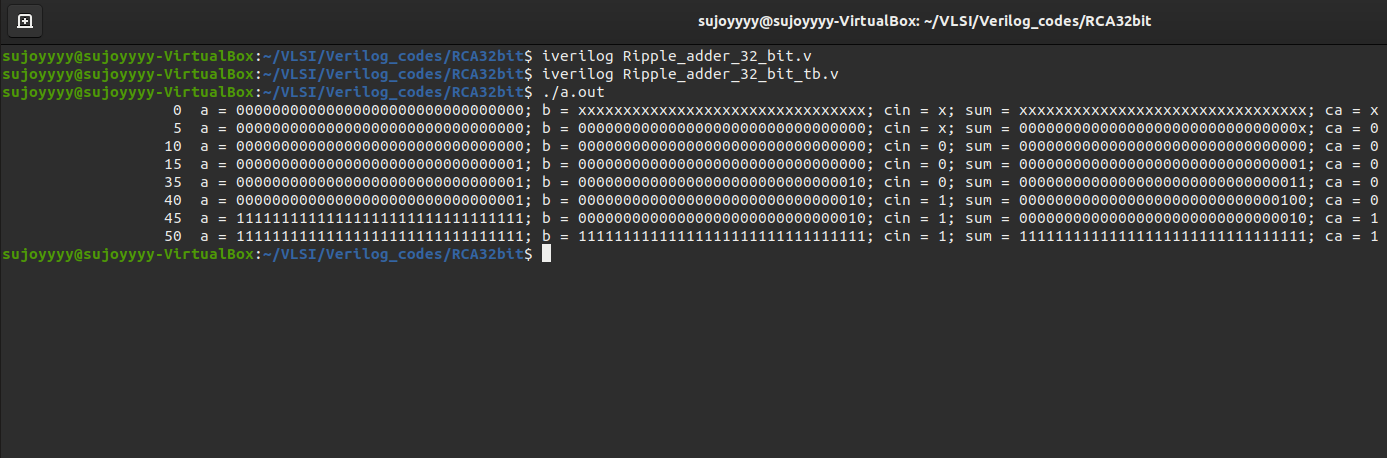 sujoyyyy@sujoyyyy-VirtualBox: ~/VLSI/Verilog_codes/RCA32bit
sujoyyyy@sujoyyyy-VirtualBox:~/VLSI/Verilog_codes/RCA32bit$ iverilog Ripple_adder_32_bit.v
sujoyyyy@sujoyyyy-VirtualBox:~/VLSI/Verilog_codes/RCA32bit$ iverilog Ripple_adder_32_bit_tb.v
sujoyyyy@sujoyyyy-VirtualBox:~/VLSI/Verilog_codes/RCA32bit$ ./a.out
0 a = 00000000000000000000000000000000; b = xxxxxxxxxxxxxxxxxxxxxxxxxxxxxxxx; cin = x; sum = xxxxxxxxxxxxxxxxxxxxxxxxxxxxxxxx; ca = x
5 a = 00000000000000000000000000000000; b = 00000000000000000000000000000000; cin = x; sum = 0000000000000000000000000000000x; ca = 0
10 a = 00000000000000000000000000000000; b = 00000000000000000000000000000000; cin = 0; sum = 00000000000000000000000000000000; ca = 0
15 a = 00000000000000000000000000000001; b = 00000000000000000000000000000000; cin = 0; sum = 00000000000000000000000000000001; ca = 0
35 a = 00000000000000000000000000000001; b = 00000000000000000000000000000010; cin = 0; sum = 00000000000000000000000000000011; ca = 0
40 a = 00000000000000000000000000000001; b = 00000000000000000000000000000010; cin = 1; sum = 00000000000000000000000000000100; ca = 0
45 a = 11111111111111111111111111111111; b = 00000000000000000000000000000010; cin = 1; sum = 00000000000000000000000000000010; ca = 1
50 a = 11111111111111111111111111111111; b = 11111111111111111111111111111111; cin = 1; sum = 11111111111111111111111111111111; ca = 1
sujoyyyy@sujoyyyy-VirtualBox:~/VLSI/Verilog_codes/RCA32bit$